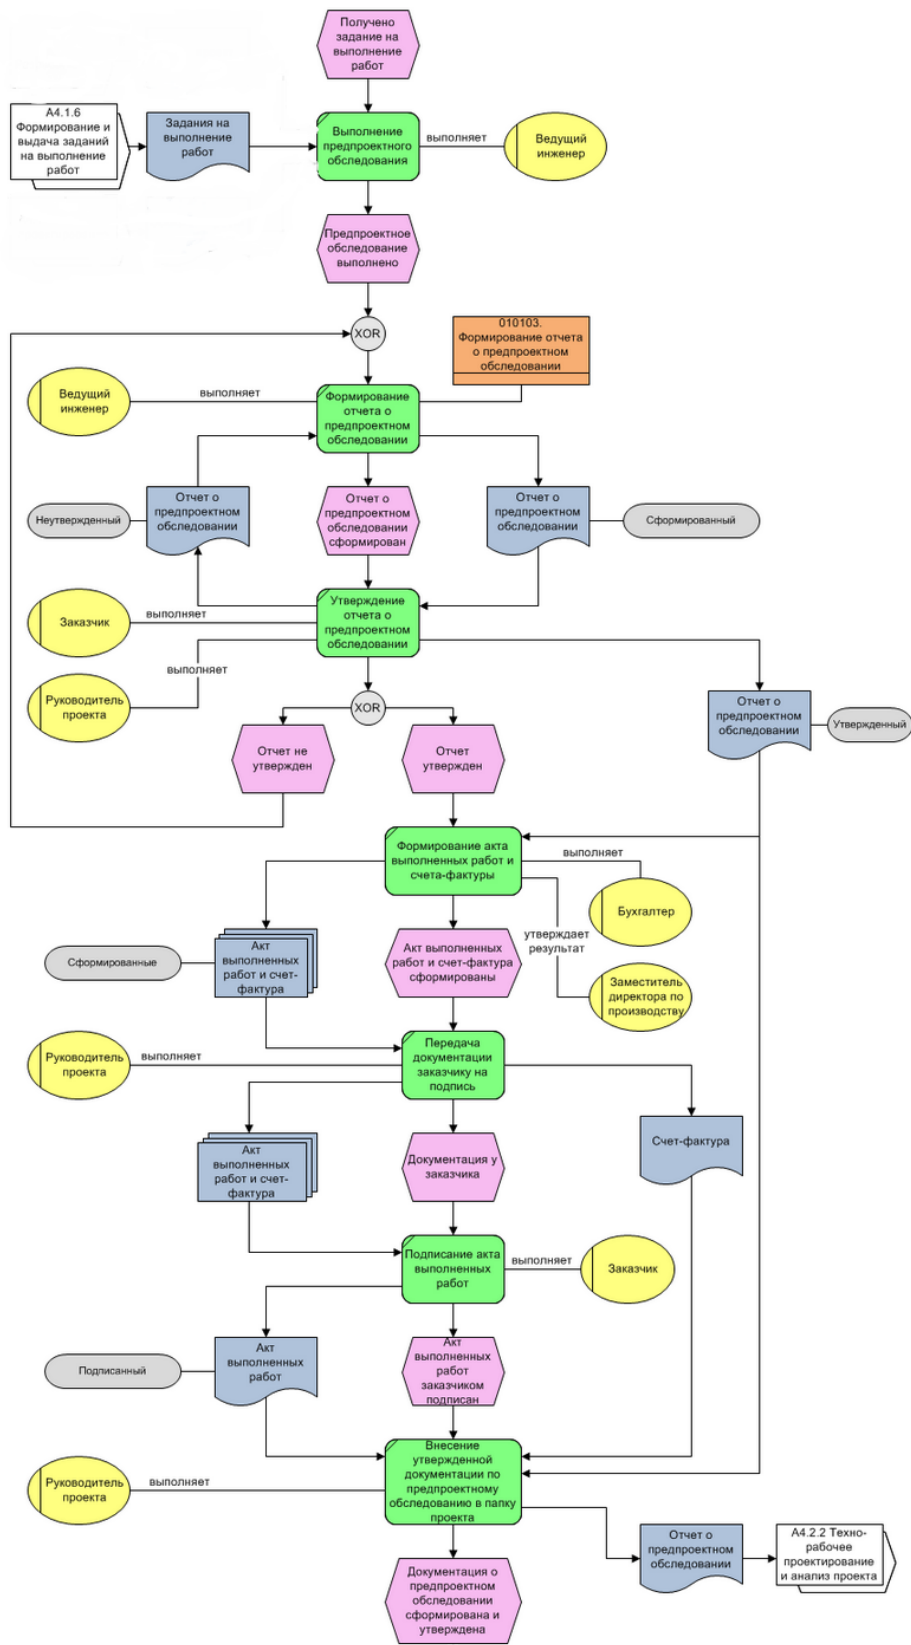 Получено
задание на
выполнение
работ
А4.1.6
Формирование и
выдача заданий
на выполнение
работ
Задания на
выполнение
работ
Выполнение
предпроектного
обследования
выполняет
Ведущий
инженер
Предпроектное
обследование
выполнено
XOR
010103.
Формирование отчета
о предпроектном
обследовании
Ведущий
инженер
выполняет
Формирование
отчета о
предпроектном
обследовании
Неутвержденный
Отчет о
предпроектном
обследовании
Отчет о
предпроектном
обследовании
сформирован
Отчет о
предпроектном
обследовании
Сформированный
Заказчик
выполняет
Утверждение
отчета о
предпроектном
обследовании
выполняет
Руководитель
проекта
XOR
Отчет о
предпроектном
обследовании
Утвержденный
Отчет не
утвержден
Отчет
утвержден
Формирование акта
выполненных работ и
счета-фактуры
выполняет
Бухгалтер
утверждает
результат
Сформированные
Акт
выполненных
работ и счет-
фактура
Акт выполненных
работ и счет-фактура
сформированы
Заместитель
директора по
производству
Руководитель
проекта
выполняет
Передача
документации
заказчику на
подпись
Акт
выполненных
работ и счет-
фактура
Документация у
заказчика
Счет-фактура
Подписание акта
выполненных
работ
выполняет
Заказчик
Подписанный
Акт
выполненных
работ
Акт
выполненных
работ
заказчиком
подписан
Руководитель
проекта
выполняет
Внесение
утвержденной
документации по
предпроектному
обследованию в папку
проекта
Отчет о
предпроектном
обследовании
А4.2.2 Техно-
рабочее
проектирование
и анализ проекта
Документация о
предпроектном
обследовании
сформирована и
утверждена